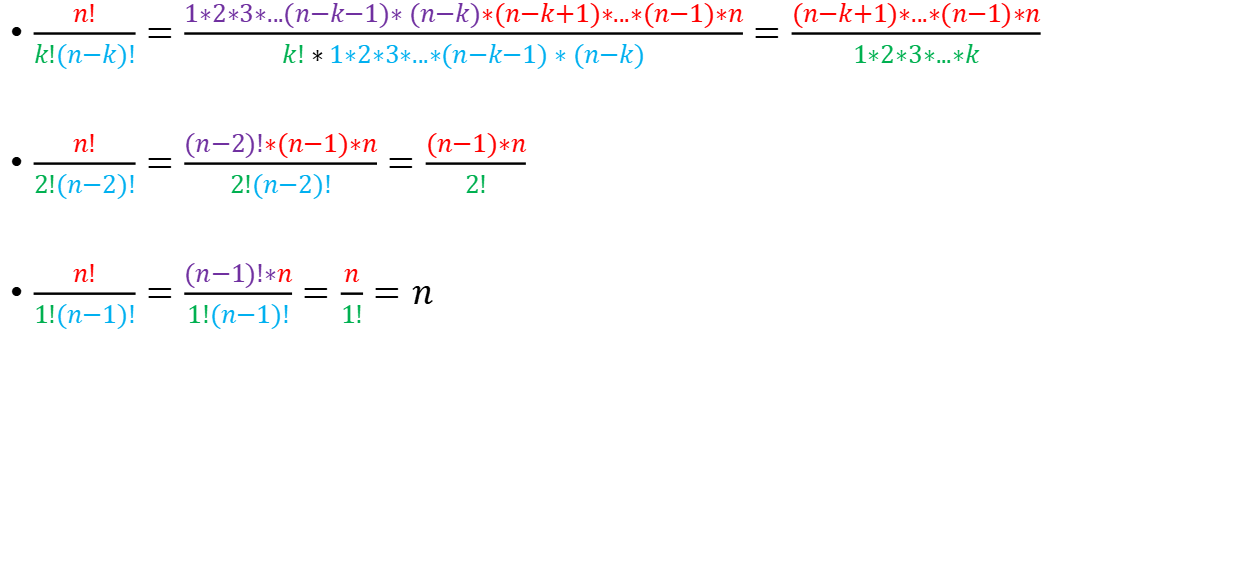 • n!/(k!(n−k)!) = (1∗2∗3∗...(n−k−1)∗ (n−k)∗(n−k+1)∗...∗(n−1)∗n)/(k! ∗ 1∗2∗3∗...∗(n−k−1) ∗ (n−k)) = ((n−k+1)∗...∗(n−1)∗n)/(1∗2∗3∗...∗k)
• n!/(2!(n−2)!) = ((n−2)!∗(n−1)∗n)/(2!(n−2)!) = ((n−1)∗n)/2!
• n!/(1!(n−1)!) = ((n−1)!∗n)/(1!(n−1)!) = n/1! = n